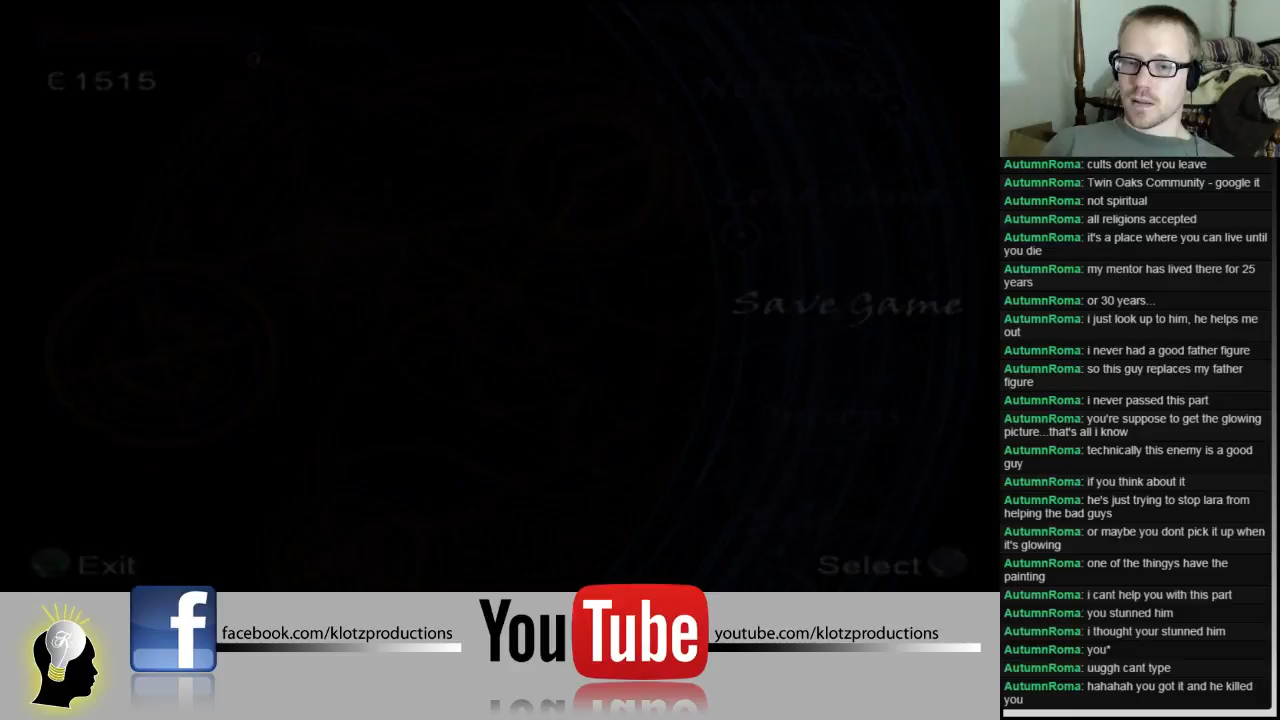 € 1515
Notebook
Load Game
Save Game
Exit
Select
facebook.com/klotzproductions
f
YouTube
youtube.com/klotzproductions
AutumnRoma: cults dont let you leave
AutumnRoma: Twin Oaks Community - google it
AutumnRoma: not spiritual
AutumnRoma: all religions accepted
AutumnRoma: it's a place where you can live until
you die
AutumnRoma: my mentor has lived there for 25
years
AutumnRoma: or 30 years...
AutumnRoma: i just look up to him, he helps me
out
AutumnRoma: i never had a good father figure
AutumnRoma: so this guy replaces my father
figure
AutumnRoma: i never passed this part
AutumnRoma: you're suppose to get the glowing
picture...that's all i know
AutumnRoma: technically this enemy is a good
guy
AutumnRoma: if you think about it
AutumnRoma: he's just trying to stop lara from
helping the bad guys
AutumnRoma: or maybe you dont pick it up when
it's glowing
AutumnRoma: one of the thingys have the
painting
AutumnRoma: i cant help you with this part
AutumnRoma: you stunned him
AutumnRoma: i thought your stunned him
AutumnRoma: you*
AutumnRoma: uuggh cant type
AutumnRoma: hahahah you got it and he killed
you